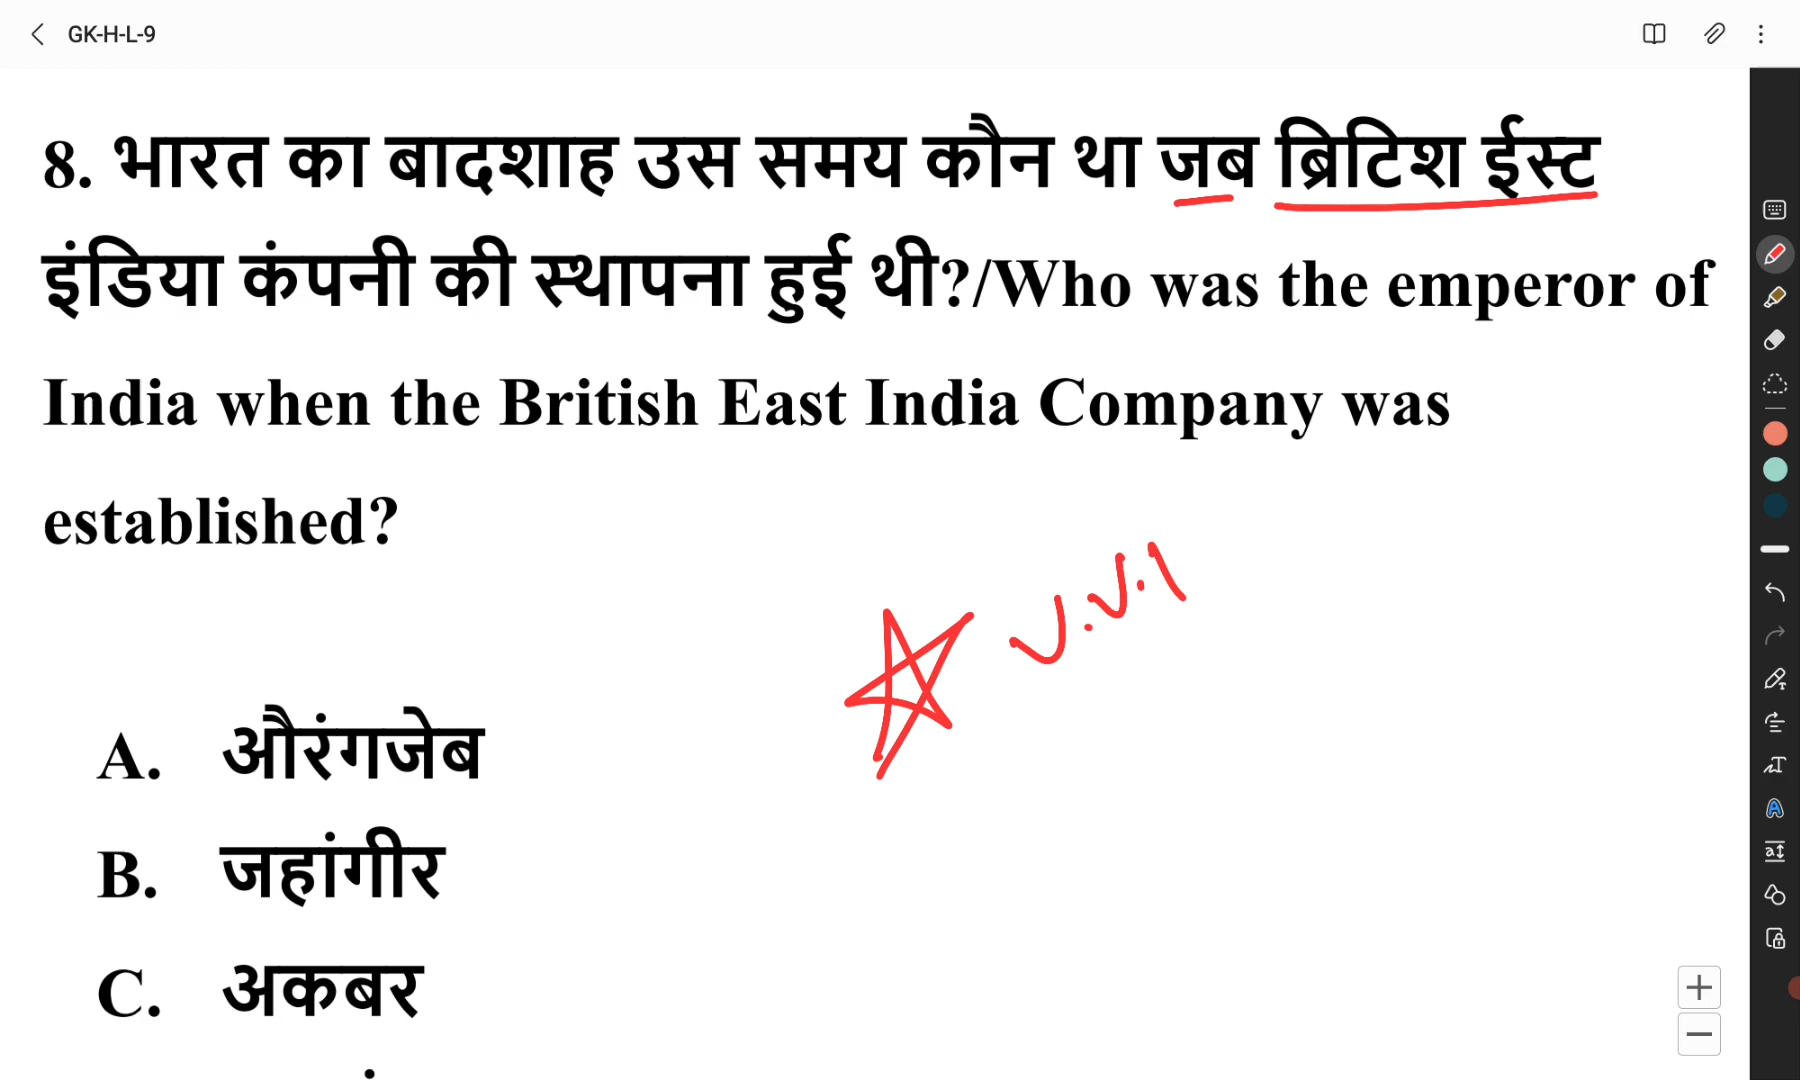 GK-H-L-9
8. भारत का बादशाह उस समय कौन था जब ब्रिटिश ईस्ट
इंडिया कंपनी की स्थापना हुई थी?/Who was the emperor of
India when the British East India Company was
established?
V.V.I
A. औरंगजेब
B. जहांगीर
C. अकबर